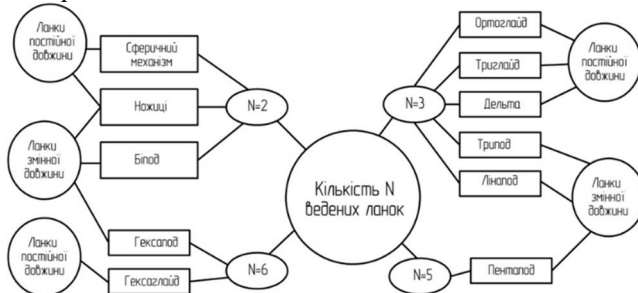 Ланки
постійної
довжини
Сферичний
механізм
Ножиці
Біпод
N=2
Ланки
змінної
довжини
Гексапод
Гексаглайд
N=6
Ланки
постійної
довжини
Кількість N
ведених ланок
N=3
Ортоглайд
Триглайд
Дельта
Трипод
Лінапод
Ланки
постійної
довжини
Ланки
змінної
довжини
N=5
Пентапод